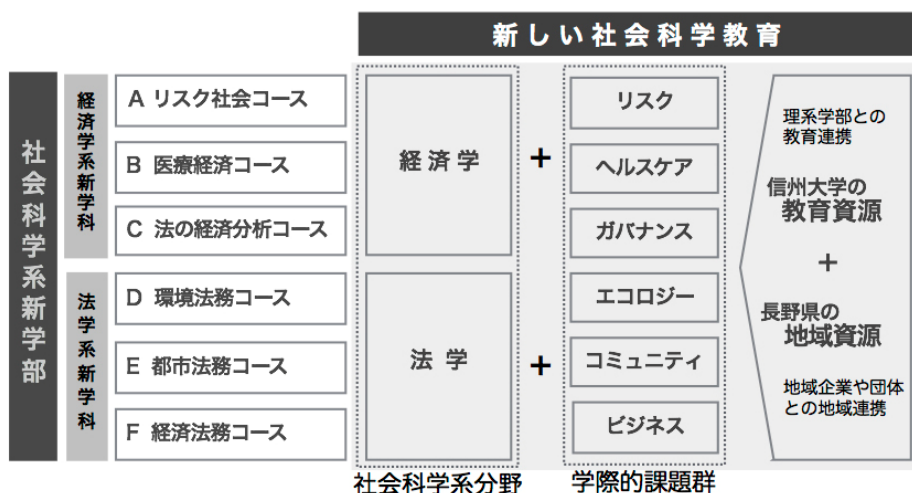 新しい社会科学教育
社会科学系新学部
経済学系新学科
A リスク社会コース
B 医療経済コース
C 法の経済分析コース
法学系新学科
D 環境法務コース
E 都市法務コース
F 経済法務コース
経済学
+
法学
+
社会科学系分野
リスク
ヘルスケア
ガバナンス
エコロジー
コミュニティ
ビジネス
学際的課題群
理系学部との
教育連携
信州大学の
教育資源
+
長野県の
地域資源
地域企業や団体
との地域連携